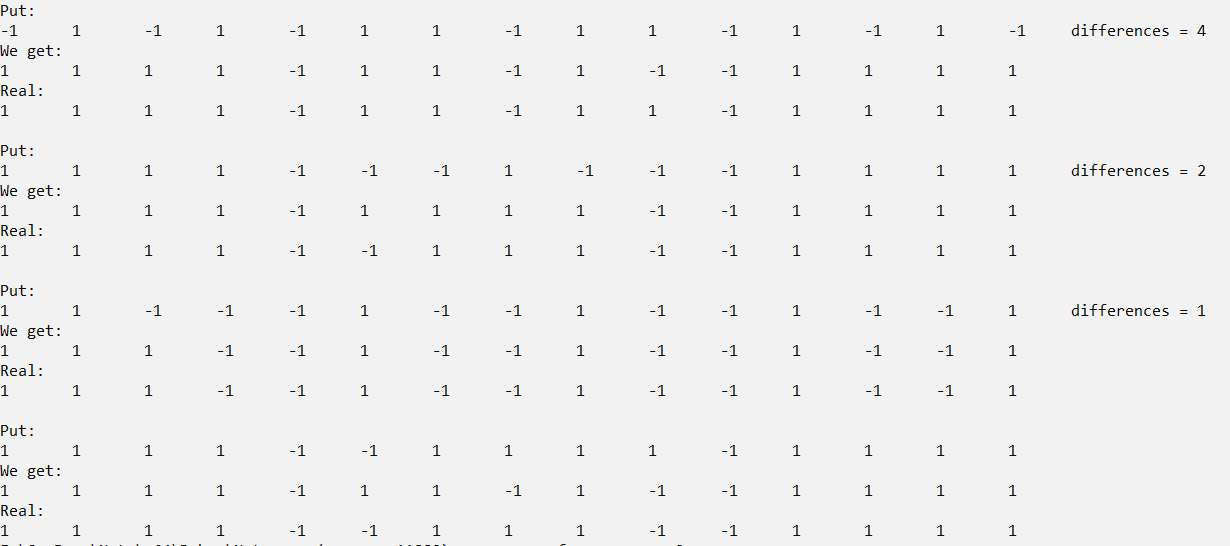 Put:
-1 1 -1 1 -1 1 1 -1 1 1 -1 1 -1 1 -1 differences = 4
We get:
1 1 1 1 -1 1 1 -1 1 -1 -1 1 1 1 1
Real:
1 1 1 1 -1 1 1 -1 1 1 -1 1 1 1 1
Put:
1 1 1 1 -1 -1 -1 1 -1 -1 -1 1 1 1 1 differences = 2
We get:
1 1 1 1 -1 1 1 1 1 -1 -1 1 1 1 1
Real:
1 1 1 1 -1 -1 1 1 1 -1 -1 1 1 1 1
Put:
1 1 -1 -1 -1 1 -1 -1 1 -1 -1 1 -1 -1 1 differences = 1
We get:
1 1 1 -1 -1 1 -1 -1 1 -1 -1 1 -1 -1 1
Real:
1 1 1 -1 -1 1 -1 -1 1 -1 -1 1 -1 -1 1
Put:
1 1 1 1 -1 -1 1 1 1 1 -1 1 1 1 1
We get:
1 1 1 1 -1 1 1 -1 1 -1 -1 1 1 1 1
Real:
1 1 1 1 -1 -1 1 1 1 -1 -1 1 1 1 1